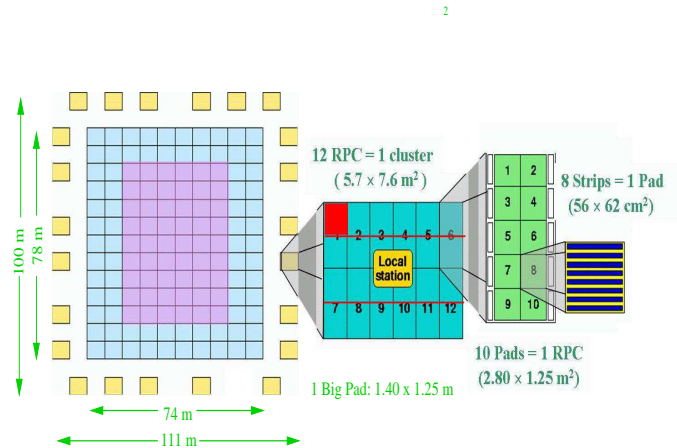 2
12 RPC = 1 cluster
( 5.7 × 7.6 m² )
8 Strips = 1 Pad
(56 × 62 cm²)
100 m
78 m
1 2 3 4 5 6
Local
station
7 8 9 10 11 12
1 2
3 4
5 6
7 8
9 10
10 Pads = 1 RPC
(2.80 × 1.25 m²)
1 Big Pad: 1.40 x 1.25 m
74 m
111 m